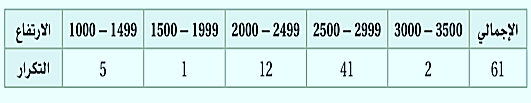 الارتفاع 1000 – 1499 1500 – 1999 2000 – 2499 2500 – 2999 3000 – 3500 الإجمالي
التكرار 5 1 12 41 2 61